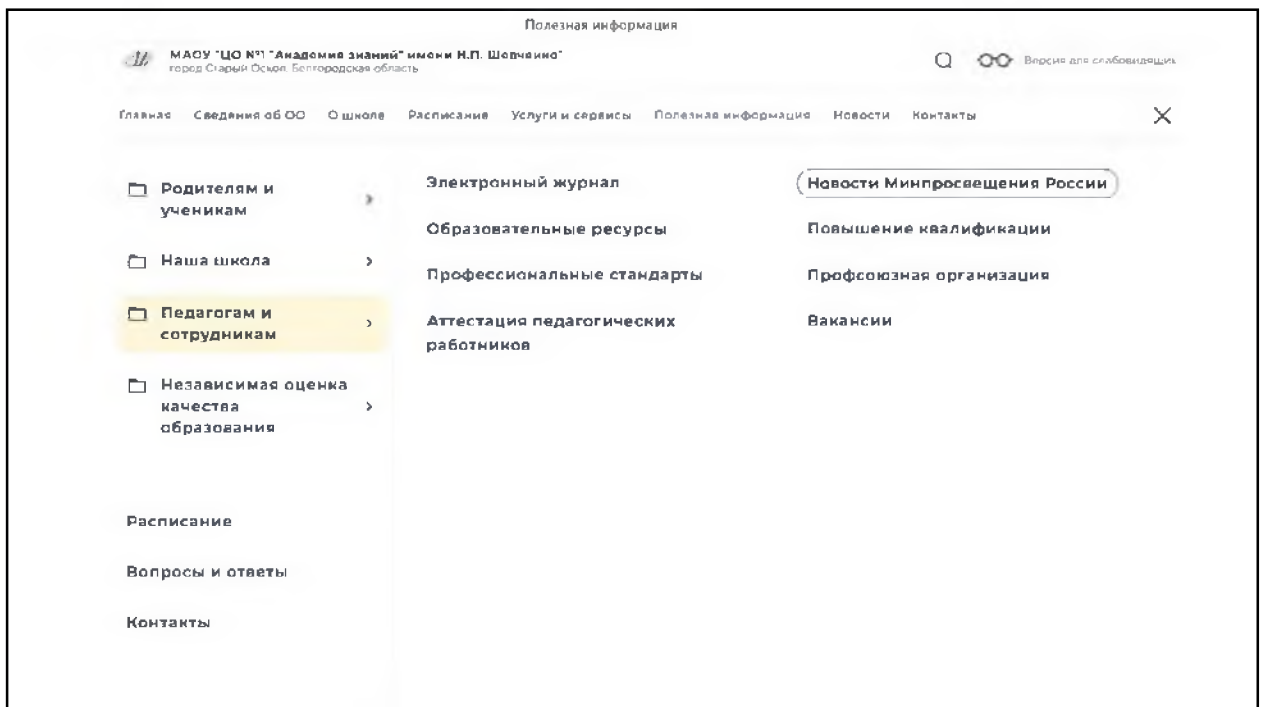 Полезная информация
МАОУ "ЦО №1 "Академия знаний" имени Н.П. Шевченко"
город Старый Оскол, Белгородская область
Версия для слабовидящих
Главная Сведения об ОО О школе Расписание Услуги и сервисы Полезная информация Новости Контакты
Родителям и
ученикам
Наша школа
Педагогам и
сотрудникам
Независимая оценка
качества
образования
Расписание
Вопросы и ответы
Контакты
Электронный журнал
Образовательные ресурсы
Профессиональные стандарты
Аттестация педагогических
работников
Новости Минпросвещения России
Повышение квалификации
Профсоюзная организация
Вакансии